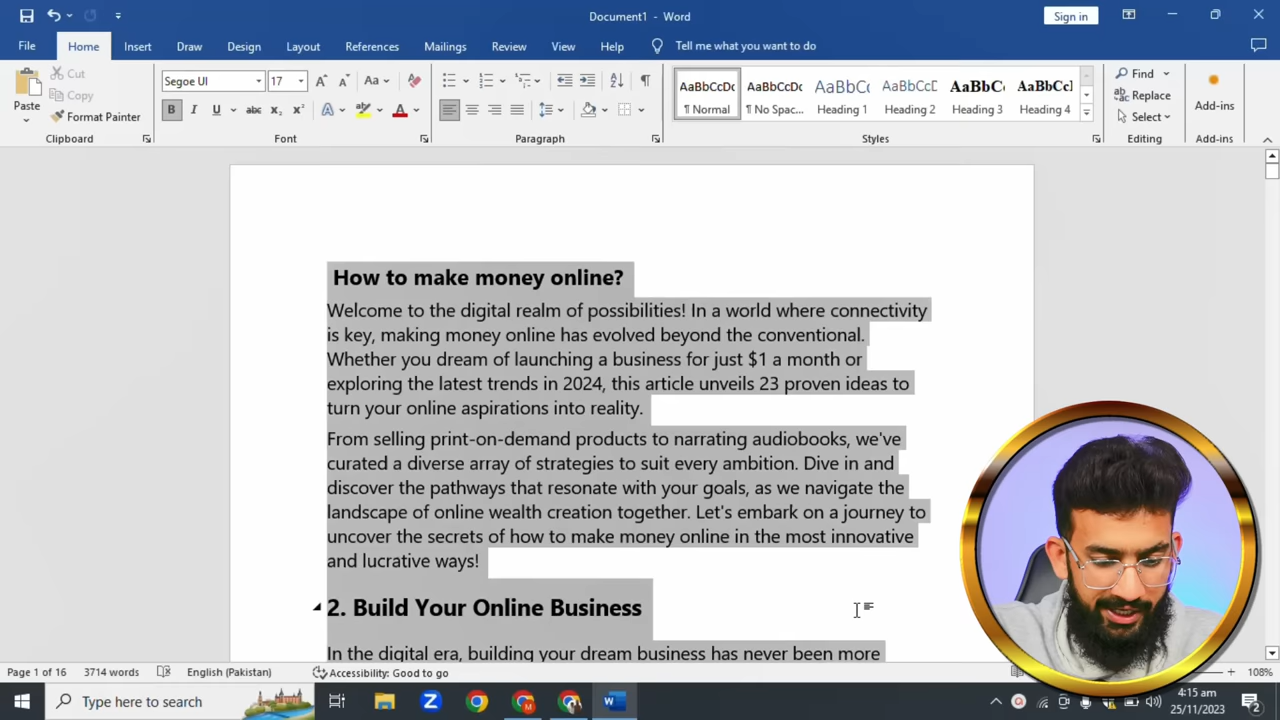 Document1 - Word
Sign in
File Home Insert Draw Design Layout References Mailings Review View Help Tell me what you want to do
Paste
Cut
Copy
Format Painter
Clipboard
Segoe UI 17
Font
Paragraph
AaBbCcDc AaBbCcDc AaBbCc AaBbCcD AaBbC AaBbCcI
¶ Normal ¶ No Spac... Heading 1 Heading 2 Heading 3 Heading 4
Styles
Find
Replace
Select
Editing
Add-ins
Add-ins
How to make money online?
Welcome to the digital realm of possibilities! In a world where connectivity
is key, making money online has evolved beyond the conventional.
Whether you dream of launching a business for just $1 a month or
exploring the latest trends in 2024, this article unveils 23 proven ideas to
turn your online aspirations into reality.
From selling print-on-demand products to narrating audiobooks, we've
curated a diverse array of strategies to suit every ambition. Dive in and
discover the pathways that resonate with your goals, as we navigate the
landscape of online wealth creation together. Let's embark on a journey to
uncover the secrets of how to make money online in the most innovative
and lucrative ways!
2. Build Your Online Business
In the digital era, building your dream business has never been more
Page 1 of 16 3714 words English (Pakistan) Accessibility: Good to go 108%
Type here to search
4:15 am
25/11/2023
2